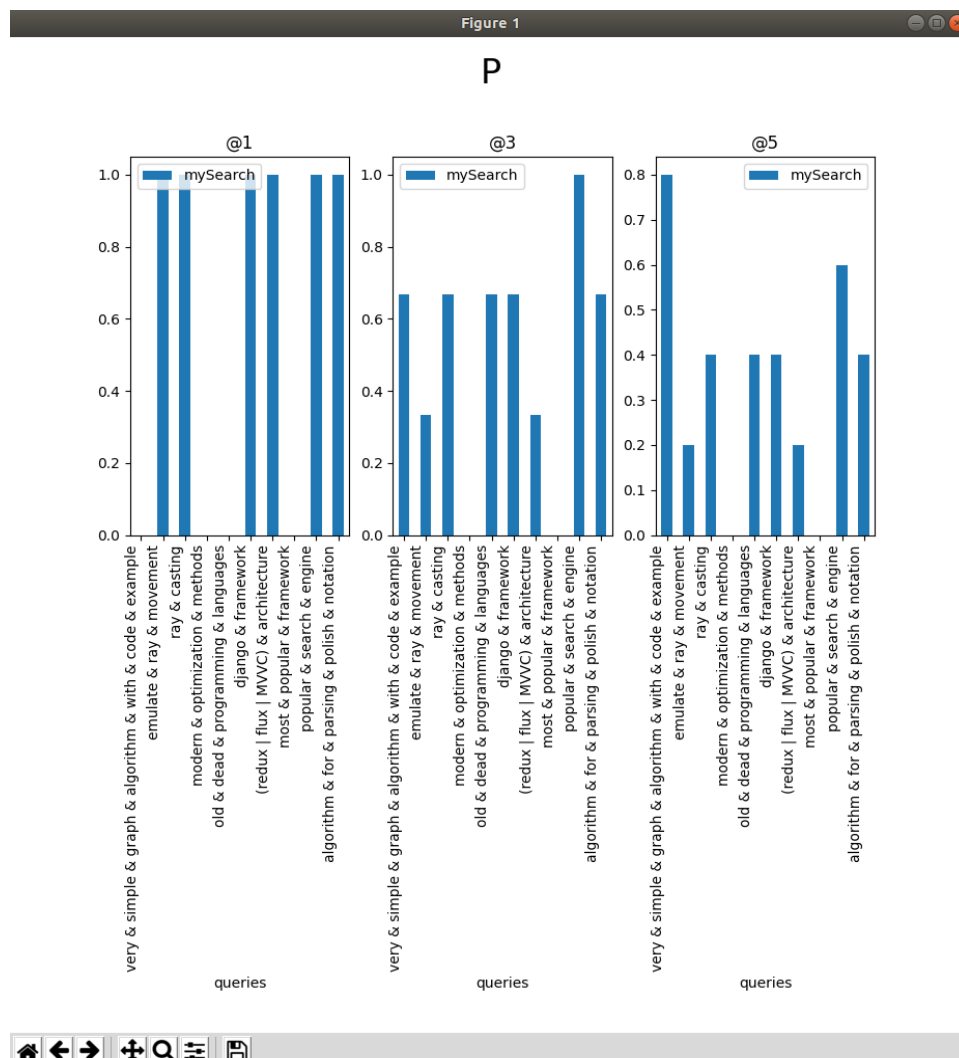 Figure 1
P
@1
mySearch
1.0
0.8
0.6
0.4
0.2
0.0
very & simple & graph & algorithm & with & code & example
emulate & ray & movement
ray & casting
modern & optimization & methods
old & dead & programming & languages
django & framework
(redux | flux | MVVC) & architecture
most & popular & framework
popular & search & engine
algorithm & for & parsing & polish & notation
queries
@3
mySearch
1.0
0.8
0.6
0.4
0.2
0.0
very & simple & graph & algorithm & with & code & example
emulate & ray & movement
ray & casting
modern & optimization & methods
old & dead & programming & languages
django & framework
(redux | flux | MVVC) & architecture
most & popular & framework
popular & search & engine
algorithm & for & parsing & polish & notation
queries
@5
mySearch
0.8
0.7
0.6
0.5
0.4
0.3
0.2
0.1
0.0
very & simple & graph & algorithm & with & code & example
emulate & ray & movement
ray & casting
modern & optimization & methods
old & dead & programming & languages
django & framework
(redux | flux | MVVC) & architecture
most & popular & framework
popular & search & engine
algorithm & for & parsing & polish & notation
queries